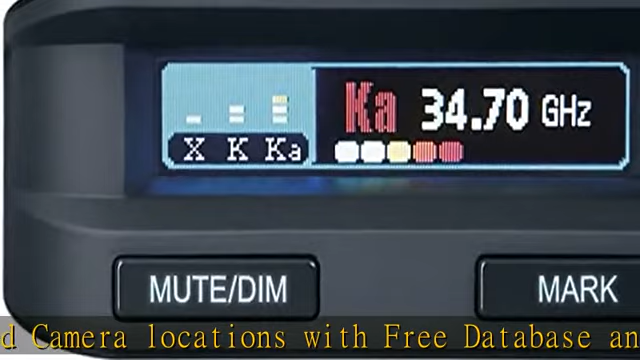 Ka 34.70 GHz
X K Ka
MUTE/DIM MARK
d Camera locations with Free Database an